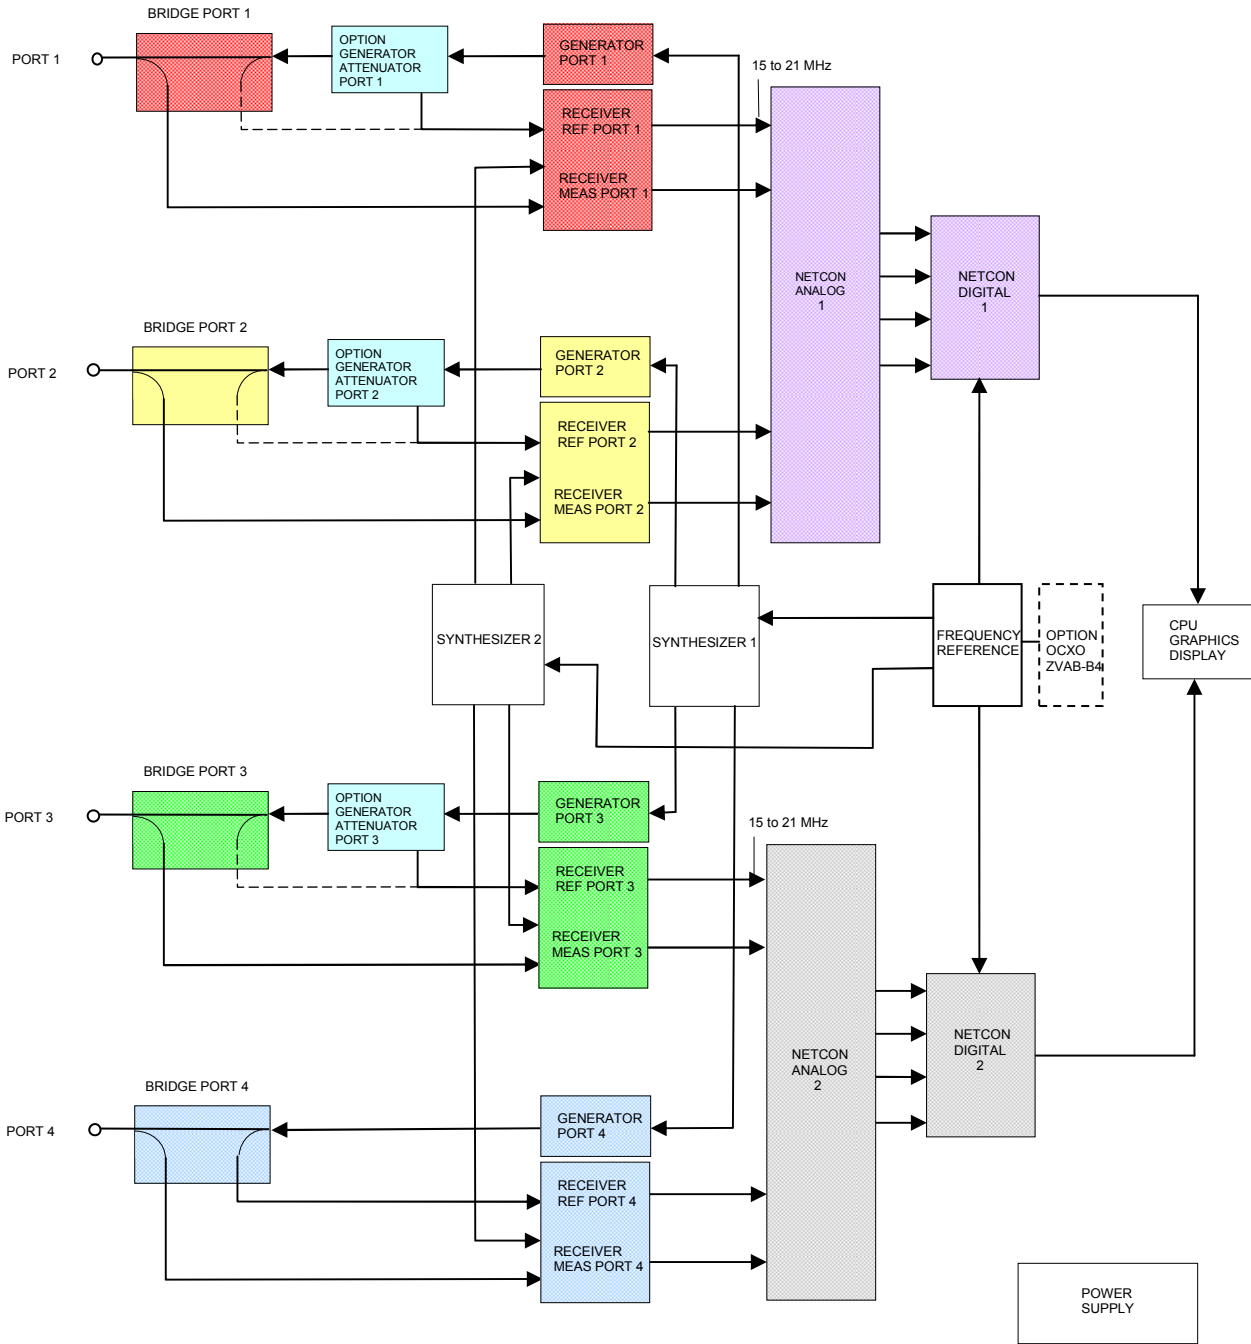 BRIDGE PORT 1
PORT 1
OPTION
GENERATOR
ATTENUATOR
PORT 1
GENERATOR
PORT 1
15 to 21 MHz
RECEIVER
REF PORT 1
RECEIVER
MEAS PORT 1
NETCON
ANALOG
1
NETCON
DIGITAL
1
BRIDGE PORT 2
PORT 2
OPTION
GENERATOR
ATTENUATOR
PORT 2
GENERATOR
PORT 2
RECEIVER
REF PORT 2
RECEIVER
MEAS PORT 2
SYNTHESIZER 2
SYNTHESIZER 1
FREQUENCY
REFERENCE
OPTION
OCXO
ZVAB-B4
CPU
GRAPHICS
DISPLAY
BRIDGE PORT 3
PORT 3
OPTION
GENERATOR
ATTENUATOR
PORT 3
GENERATOR
PORT 3
15 to 21 MHz
RECEIVER
REF PORT 3
RECEIVER
MEAS PORT 3
NETCON
ANALOG
2
NETCON
DIGITAL
2
BRIDGE PORT 4
PORT 4
GENERATOR
PORT 4
RECEIVER
REF PORT 4
RECEIVER
MEAS PORT 4
POWER
SUPPLY